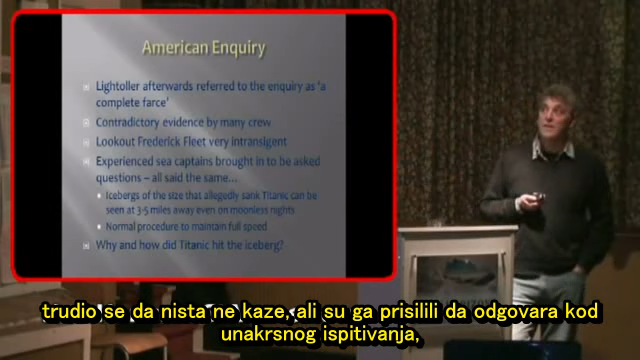 American Enquiry
Lightoller afterwards referred to the enquiry as 'a
complete farce'
Contradictory evidence by many crew
Lookout Frederick Fleet very intransigent
Experienced sea captains brought in to be asked
questions – all said the same...
Icebergs of the size that allegedly sank Titanic can be
seen at 3-5 miles away even on moonless nights
Normal procedure to maintain full speed
Why and how did Titanic hit the iceberg?
trudio se da nista ne kaze, ali su ga prisilili da odgovara kod
unakrsnog ispitivanja,